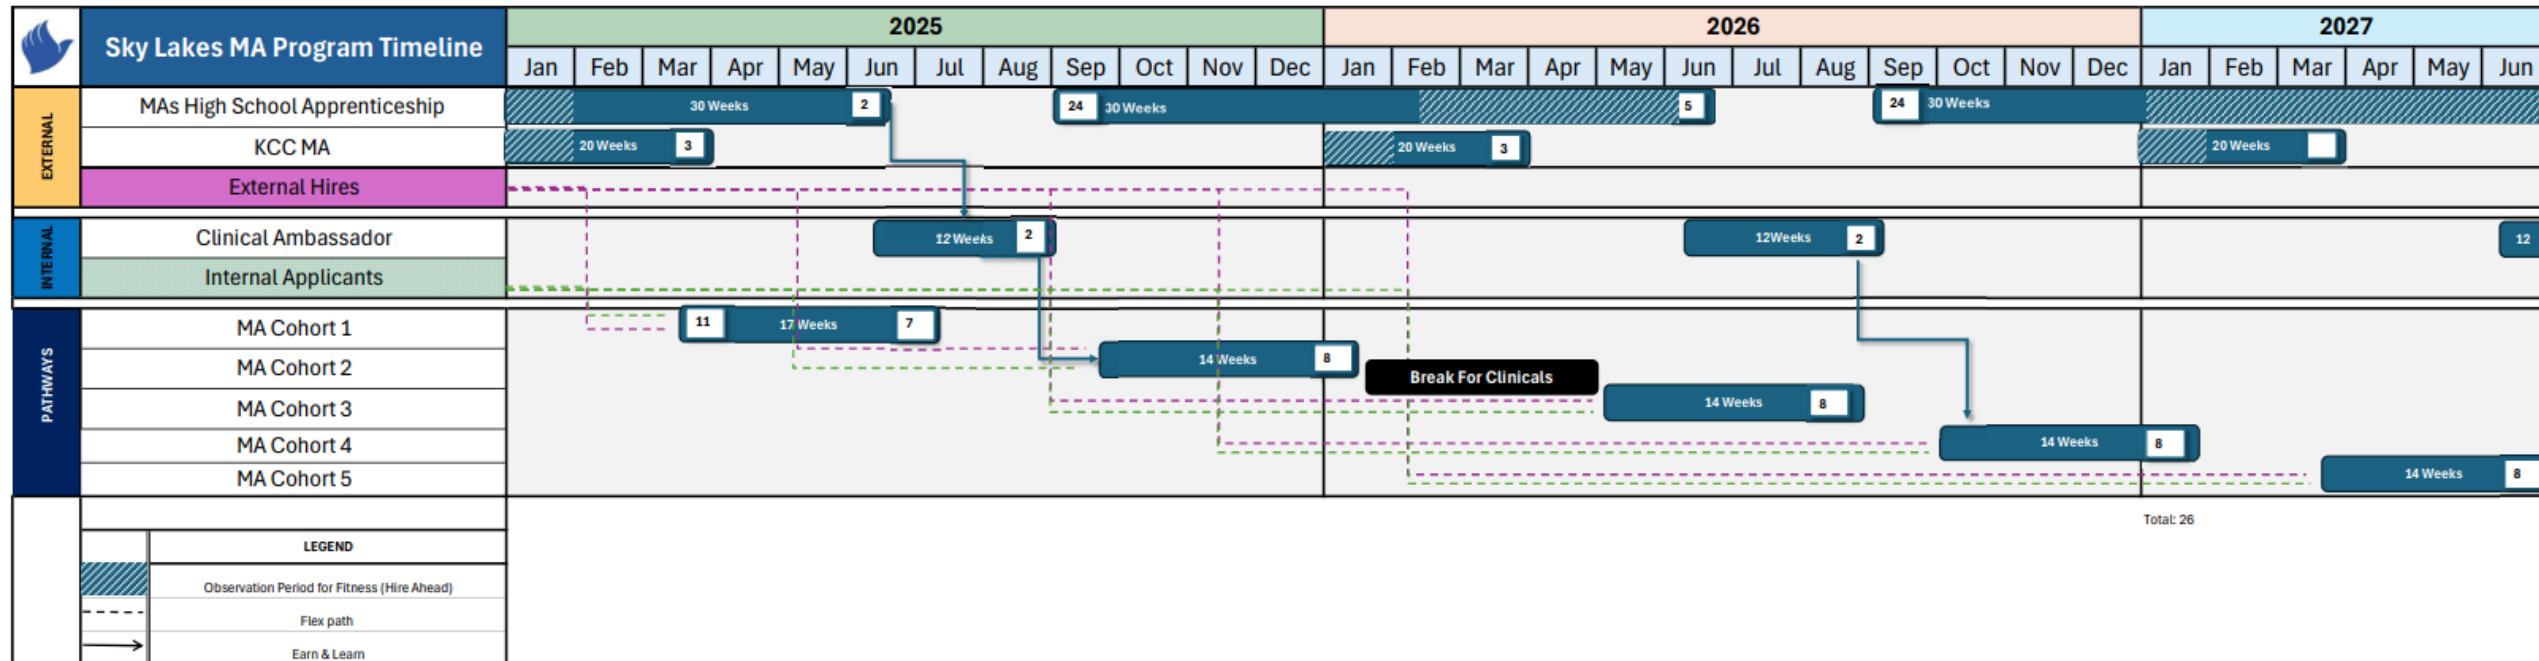 Sky Lakes MA Program Timeline
2025 2026 2027
Jan Feb Mar Apr May Jun Jul Aug Sep Oct Nov Dec Jan Feb Mar Apr May Jun Jul Aug Sep Oct Nov Dec Jan Feb Mar Apr May Jun
EXTERNAL
MAs High School Apprenticeship 30 Weeks 2 24 30 Weeks 5 24 30 Weeks
KCC MA 20 Weeks 3 20 Weeks 3 20 Weeks
External Hires
INTERNAL
Clinical Ambassador 12 Weeks 2 12Weeks 2 12
Internal Applicants
PATHWAYS
MA Cohort 1 11 17 Weeks 7
MA Cohort 2 14 Weeks 8
Break For Clinicals
MA Cohort 3 14 Weeks 8
MA Cohort 4 14 Weeks 8
MA Cohort 5 14 Weeks 8
Total: 26
LEGEND
Observation Period for Fitness (Hire Ahead)
Flex path
Earn & Learn